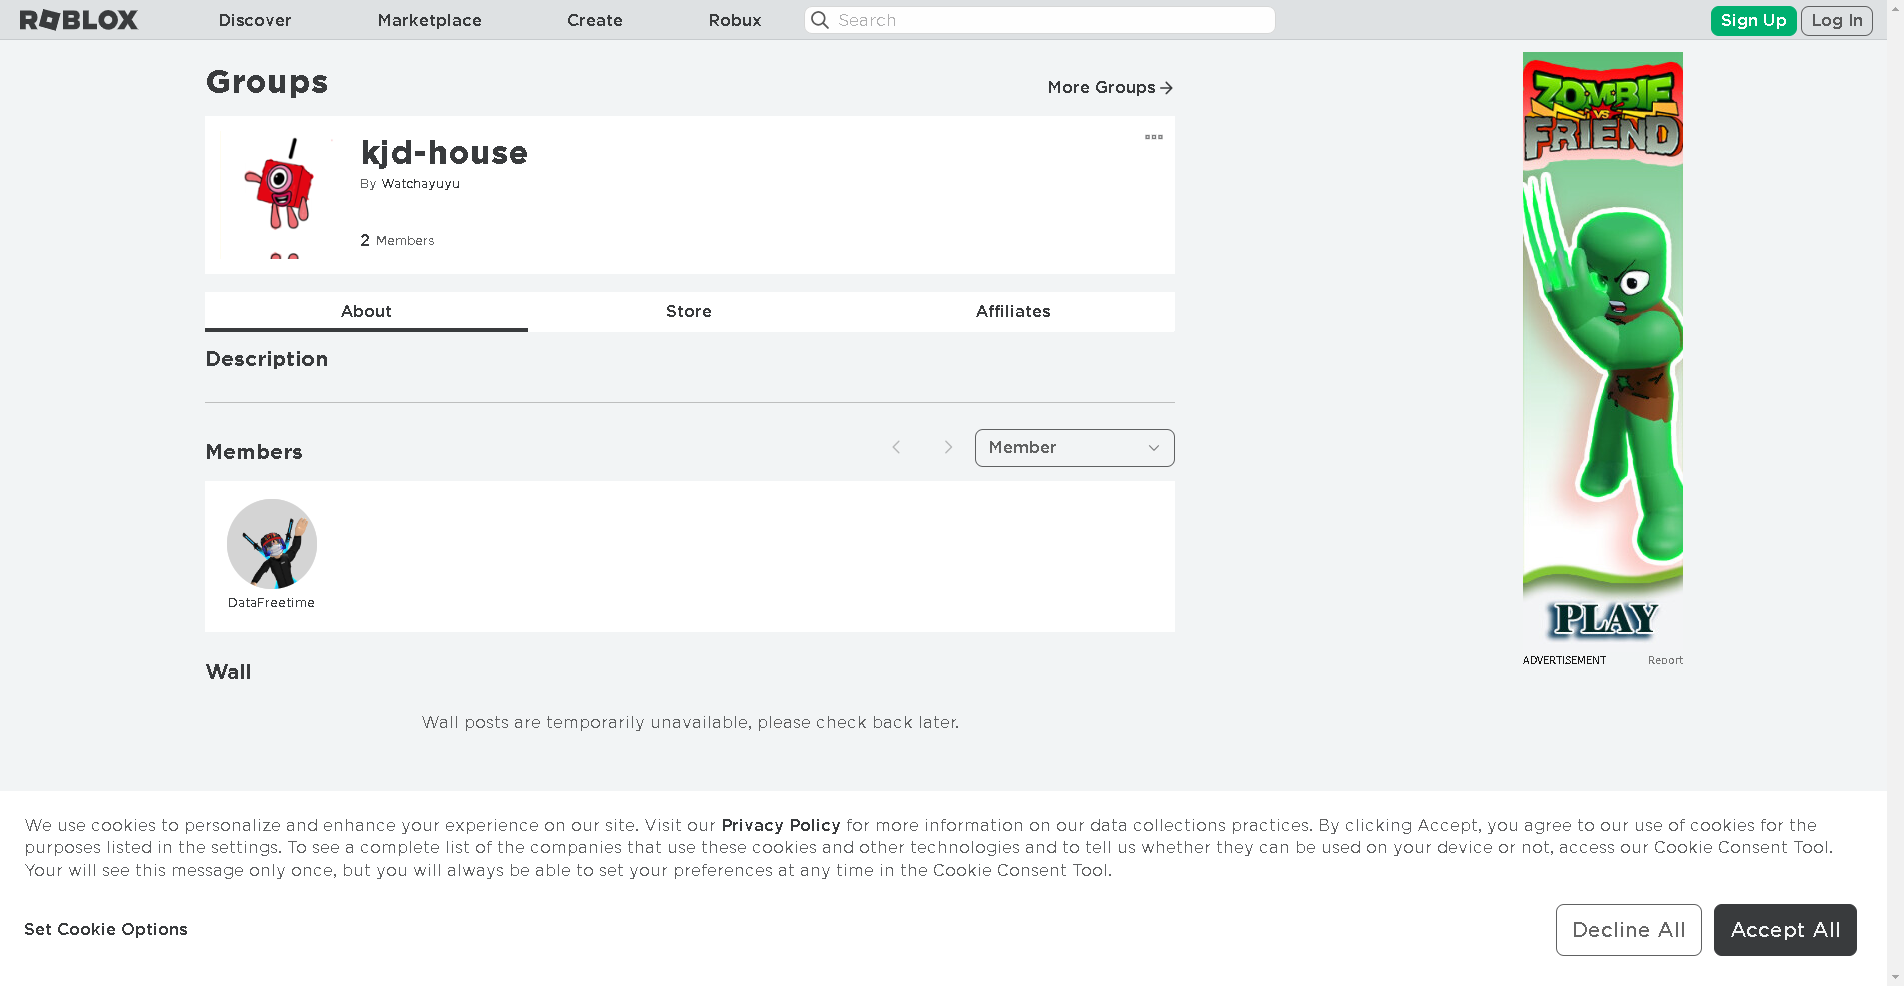 ROBLOX
Discover
Marketplace
Create
Robux
Search
Sign Up
Log In
Groups
More Groups
kjd-house
By Watchayuyu
2 Members
About
Store
Affiliates
Description
Members
Member
DataFreetime
Wall
Wall posts are temporarily unavailable, please check back later.
ZOMBIE
VS
FRIEND
PLAY
ADVERTISEMENT
Report
We use cookies to personalize and enhance your experience on our site. Visit our Privacy Policy for more information on our data collections practices. By clicking Accept, you agree to our use of cookies for the
purposes listed in the settings. To see a complete list of the companies that use these cookies and other technologies and to tell us whether they can be used on your device or not, access our Cookie Consent Tool.
Your will see this message only once, but you will always be able to set your preferences at any time in the Cookie Consent Tool.
Set Cookie Options
Decline All
Accept All